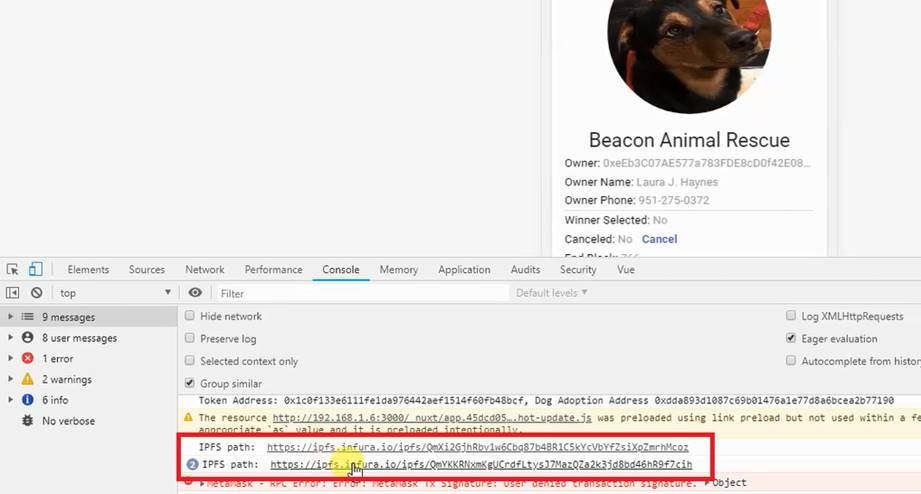 Beacon Animal Rescue
Owner: 0xeEb3C07AE577a783FDE8cD0f42E08...
Owner Name: Laura J. Haynes
Owner Phone: 951-275-0372
Winner Selected: No
Canceled: No Cancel
End Block: 766
Elements Sources Network Performance Console Memory Application Audits Security Vue
top Filter Default levels
9 messages
8 user messages
1 error
2 warnings
6 info
No verbose
Hide network Log XMLHttpRequests
Preserve log Eager evaluation
Selected context only Autocomplete from history
Group similar
Token Address: 0x1c0f133e6111fe1da976442aef1514f60fb48bcf, Dog Adoption Address 0xdda893d1087c69b01476a1e77d8a6bcea2b77190
The resource http://192.168.1.6:3000/_nuxt/app.45dcd05….hot-update.js was preloaded using link preload but not used within a fe
appropriate `as` value and it is preloaded intentionally.
IPFS path: https://ipfs.infura.io/ipfs/QmXi2GjhRbv1w6Cbq87b4BR1C5kYcVbYfZsiXpZmrhMcoz
2 IPFS path: https://ipfs.infura.io/ipfs/QmYKKRNxmKgUCrdfLtysJ7MazQZa2k3jd8bd46hR9f7cih
MetaMask - RPC Error: Error: MetaMask Tx Signature: User denied transaction signature. Object